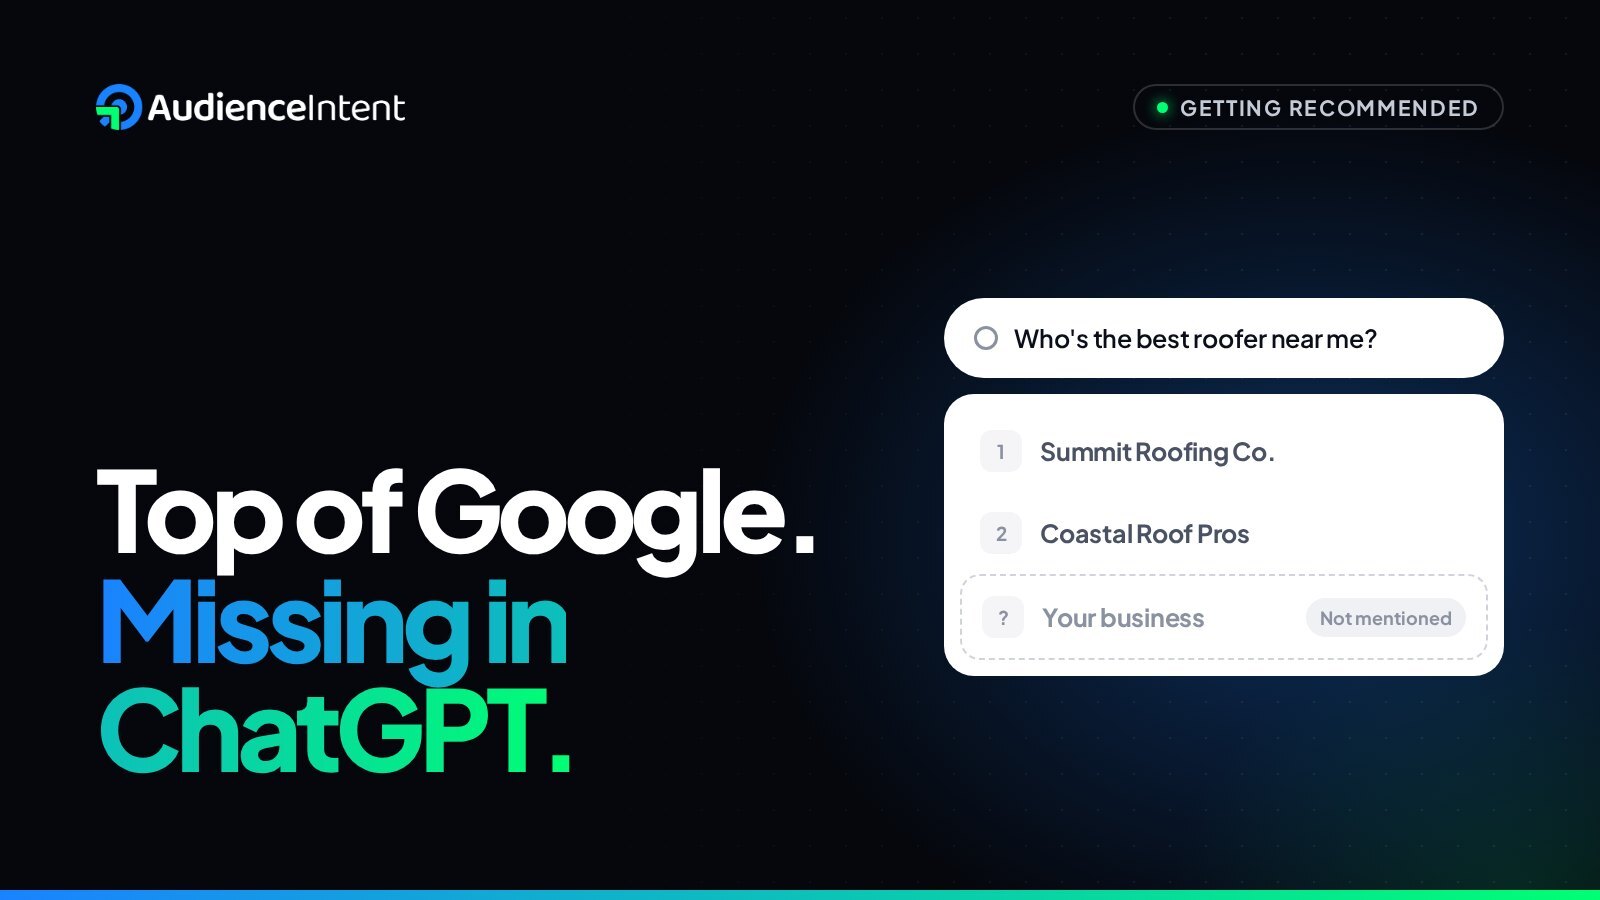 AudienceIntent
GETTING RECOMMENDED
Top of Google.
Missing in
ChatGPT.
Who's the best roofer near me?
1 Summit Roofing Co.
2 Coastal Roof Pros
? Your business Not mentioned